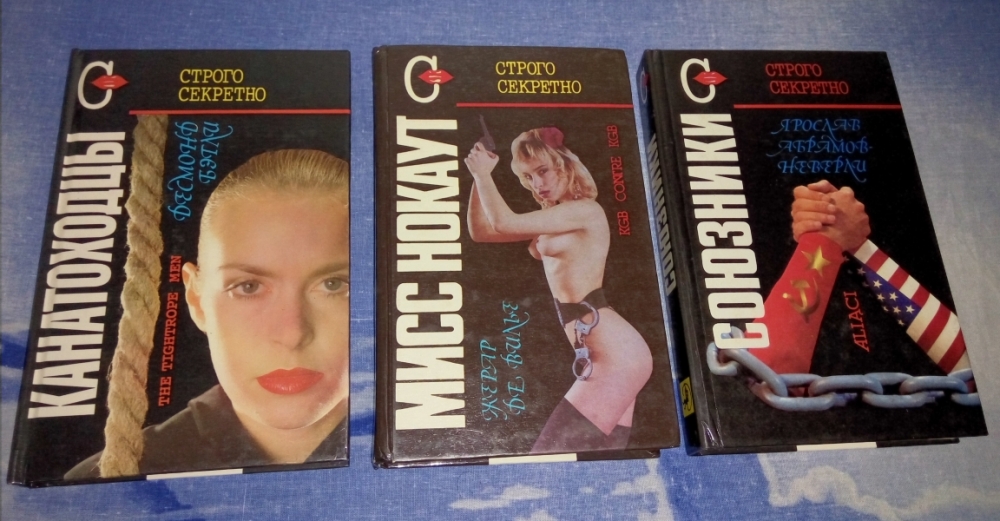 СТРОГО
СЕКРЕТНО
КАНАТОХОДЦЫ
ДЕСМОНД
БЭГЛИ
THE TIGHTROPE MEN
СТРОГО
СЕКРЕТНО
МИСС НОКАУТ
KGB CONTRE KGB
ЖЕРАР
ДЕ ВИЛЬЕ
СТРОГО
СЕКРЕТНО
СОЮЗНИКИ
ЯРОСЛАВ
АБРАМОВ-
НЕВЕРЛИ
ALIACI